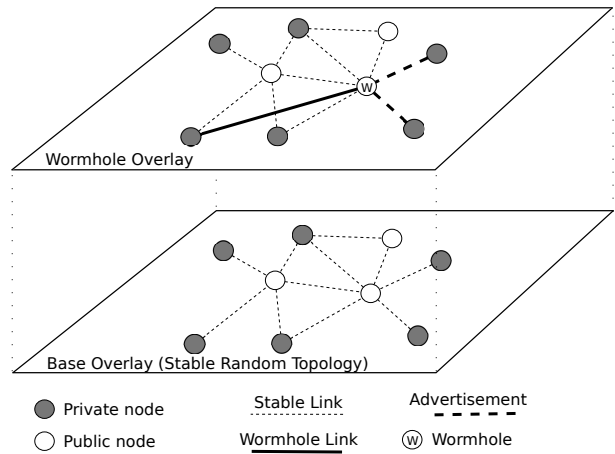 W
Wormhole Overlay
Base Overlay (Stable Random Topology)
Private node
Stable Link
Advertisement
Public node
Wormhole Link
W Wormhole